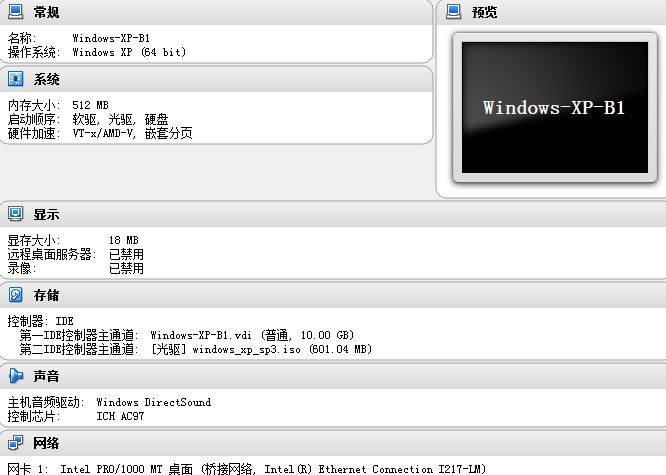 常规
名称: Windows-XP-B1
操作系统: Windows XP (64 bit)
系统
内存大小: 512 MB
启动顺序: 软驱, 光驱, 硬盘
硬件加速: VT-x/AMD-V, 嵌套分页
预览
Windows-XP-B1
显示
显存大小: 18 MB
远程桌面服务器: 已禁用
录像: 已禁用
存储
控制器: IDE
第一IDE控制器主通道: Windows-XP-B1.vdi (普通, 10.00 GB)
第二IDE控制器主通道: [光驱] windows_xp_sp3.iso (601.04 MB)
声音
主机音频驱动: Windows DirectSound
控制芯片: ICH AC97
网络
网卡 1: Intel PRO/1000 MT 桌面 (桥接网络, Intel(R) Ethernet Connection I217-LM)